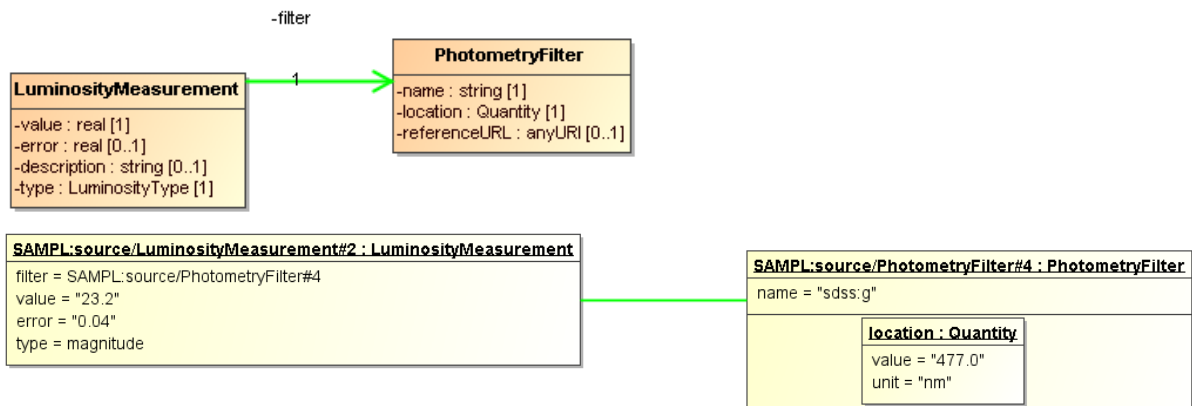 -filter
1
LuminosityMeasurement
-value : real [1]
-error : real [0..1]
-description : string [0..1]
-type : LuminosityType [1]
PhotometryFilter
-name : string [1]
-location : Quantity [1]
-referenceURL : anyURI [0..1]
SAMPL:source/LuminosityMeasurement#2 : LuminosityMeasurement
filter = SAMPL:source/PhotometryFilter#4
value = "23.2"
error = "0.04"
type = magnitude
SAMPL:source/PhotometryFilter#4 : PhotometryFilter
name = "sdss:g"
location : Quantity
value = "477.0"
unit = "nm"